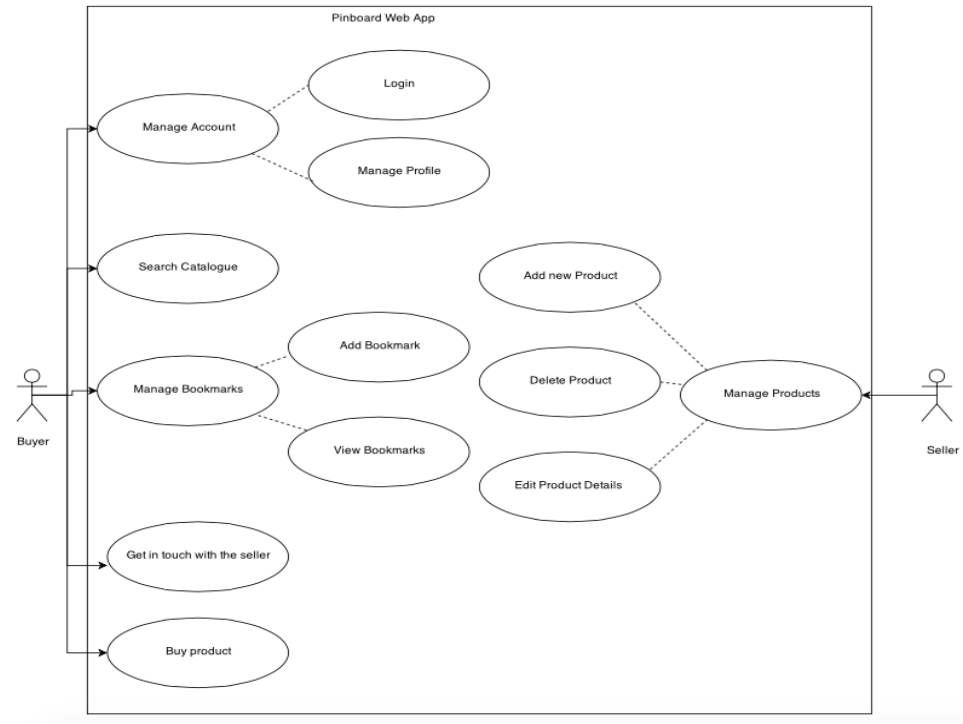 Pinboard Web App
Login
Manage Account
Manage Profile
Search Catalogue
Add new Product
Add Bookmark
Delete Product
Manage Bookmarks
Manage Products
Buyer
Seller
View Bookmarks
Edit Product Details
Get in touch with the seller
Buy product